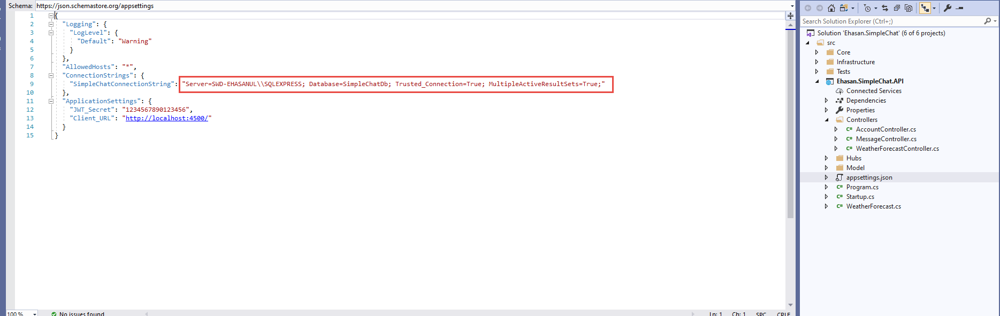 Schema: https://json.schemastore.org/appsettings
1 {
2 "Logging": {
3 "LogLevel": {
4 "Default": "Warning"
5 }
6 },
7 "AllowedHosts": "*",
8 "ConnectionStrings": {
9 "SimpleChatConnectionString": "Server=SWD-EHASANUL\\SQLEXPRESS; Database=SimpleChatDb; Trusted_Connection=True; MultipleActiveResultSets=True;"
10 },
11 "ApplicationSettings": {
12 "JWT_Secret": "1234567890123456",
13 "Client_URL": "http://localhost:4500/"
14 }
15 }
100 %
No issues found
Ln: 1 Ch: 1 SPC CRLF
Search Solution Explorer (Ctrl+;)
Solution 'Ehasan.SimpleChat' (6 of 6 projects)
src
Core
Infrastructure
Tests
Ehasan.SimpleChat.API
Connected Services
Dependencies
Properties
Controllers
C# AccountController.cs
C# MessageController.cs
C# WeatherForecastController.cs
Hubs
Model
appsettings.json
C# Program.cs
C# Startup.cs
C# WeatherForecast.cs